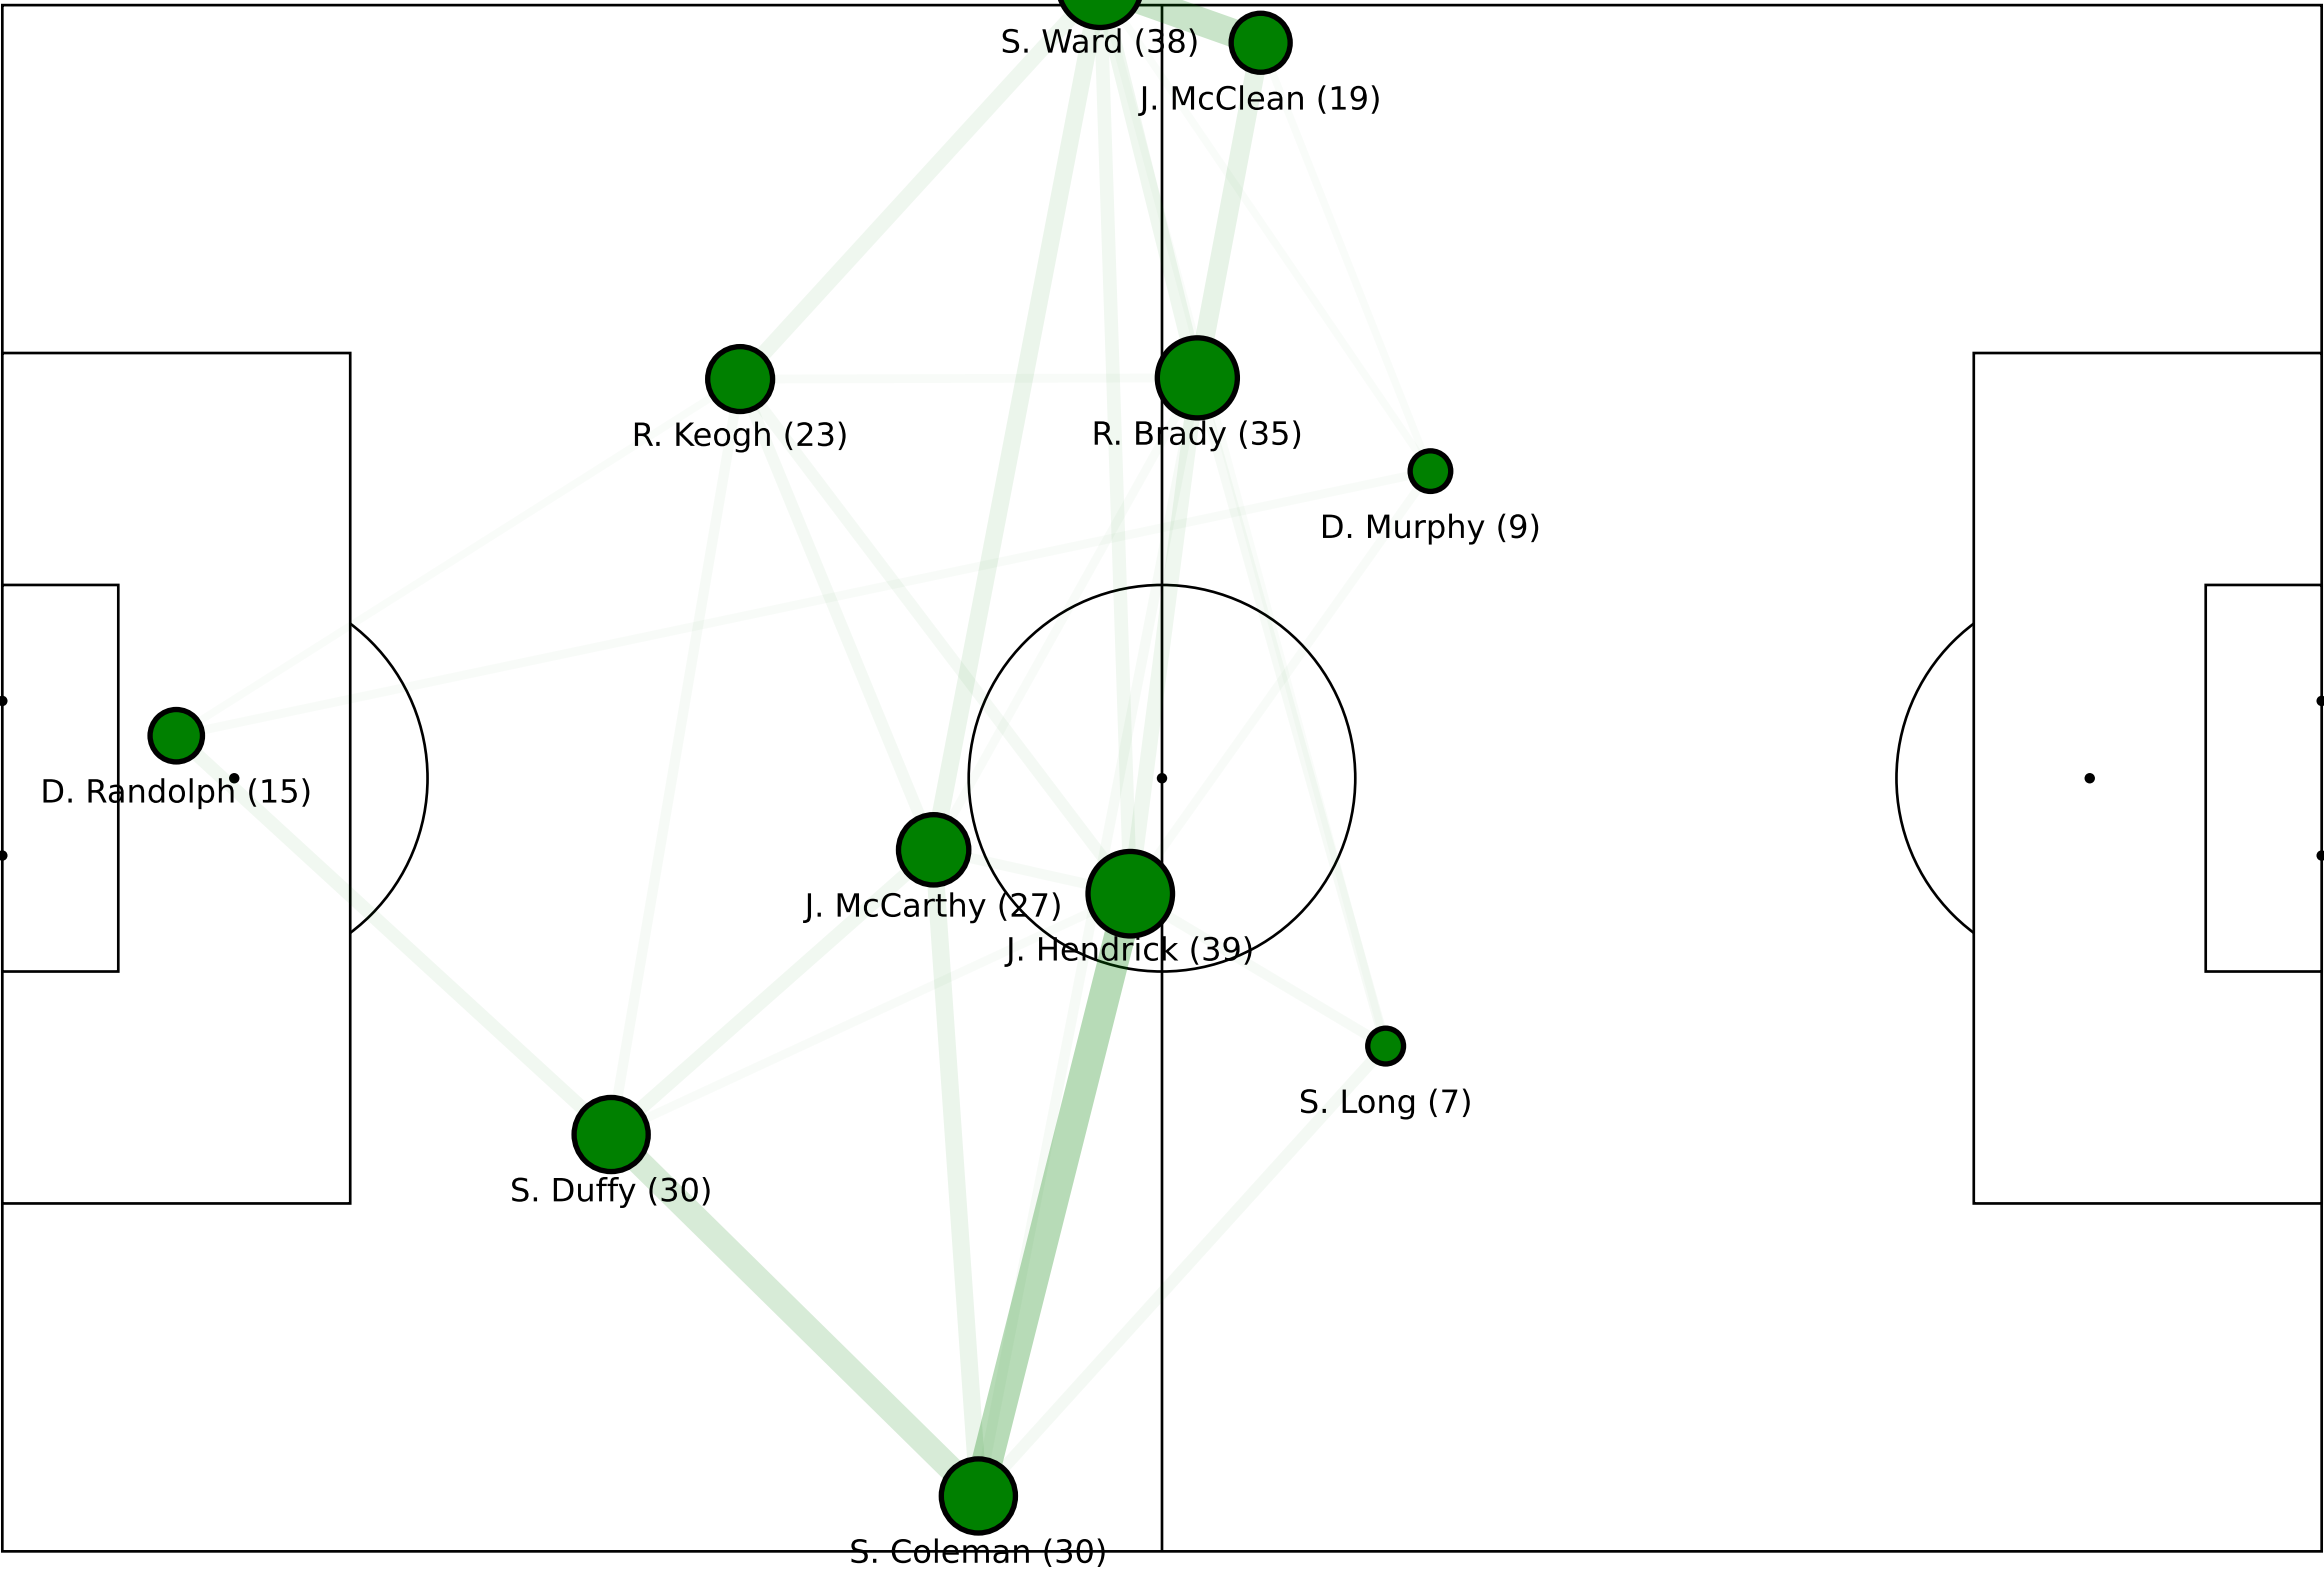 S. Ward (38)
J. McClean (19)
R. Keogh (23)
R. Brady (35)
D. Murphy (9)
D. Randolph (15)
J. McCarthy (27)
J. Hendrick (39)
S. Long (7)
S. Duffy (30)
S. Coleman (30)